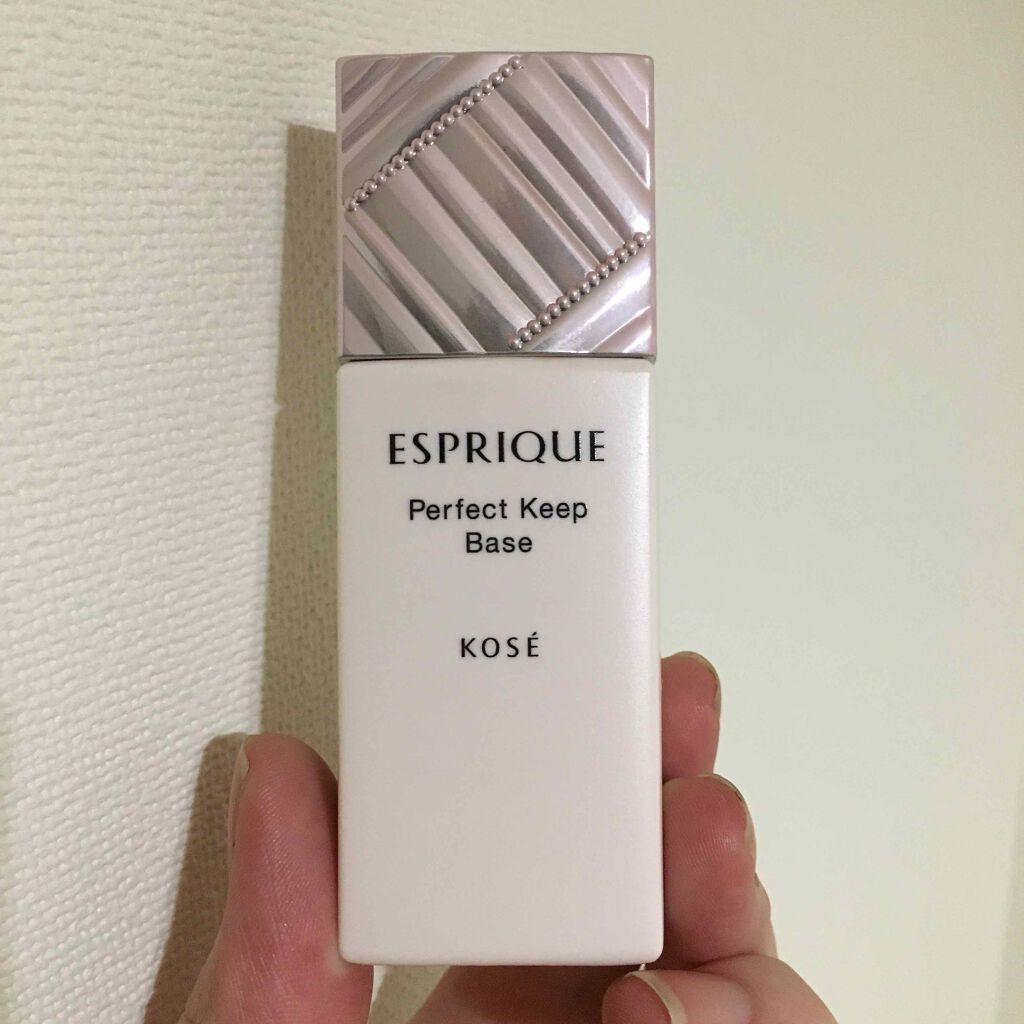 ESPRIQUE
Perfect Keep
Base
KOSÉ